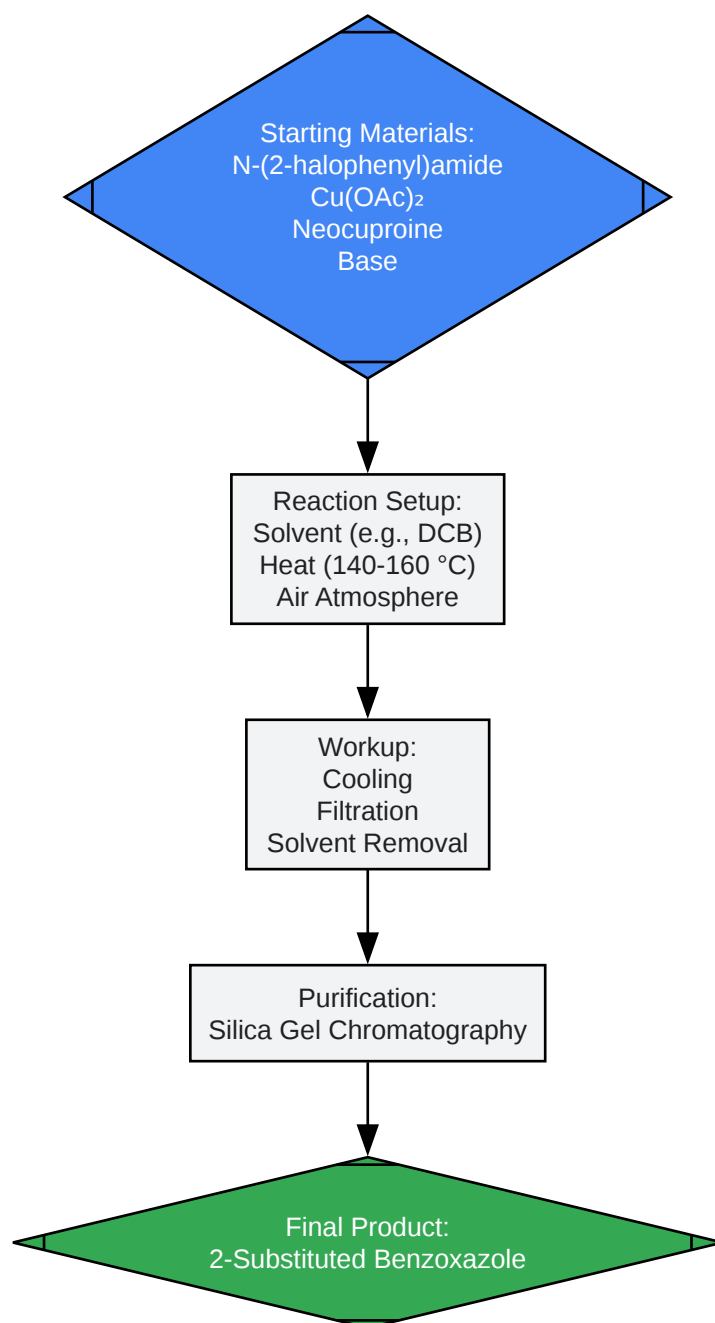 Starting Materials:
N-(2-halophenyl)amide
Cu(OAc)₂
Neocuproine
Base
Reaction Setup:
Solvent (e.g., DCB)
Heat (140-160 °C)
Air Atmosphere
Workup:
Cooling
Filtration
Solvent Removal
Purification:
Silica Gel Chromatography
Final Product:
2-Substituted Benzoxazole